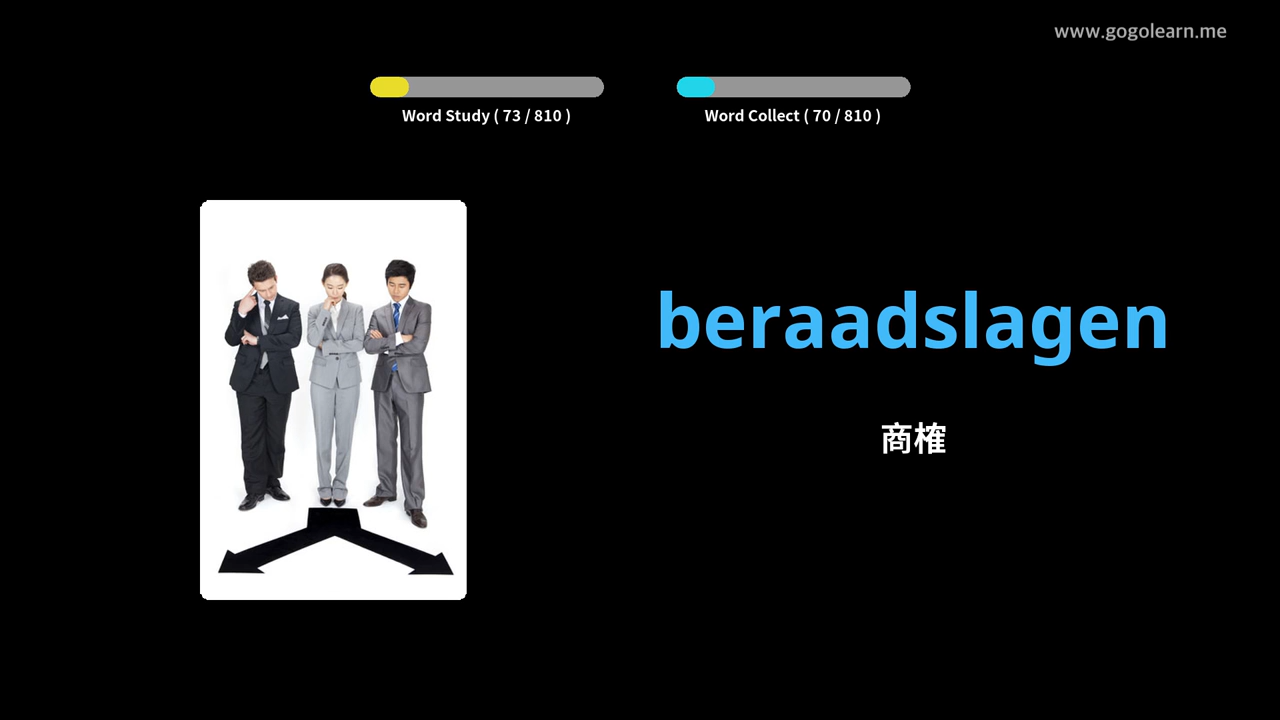 www.gogolearn.me
Word Study ( 73 / 810 )
Word Collect ( 70 / 810 )
beraadslagen
商榷